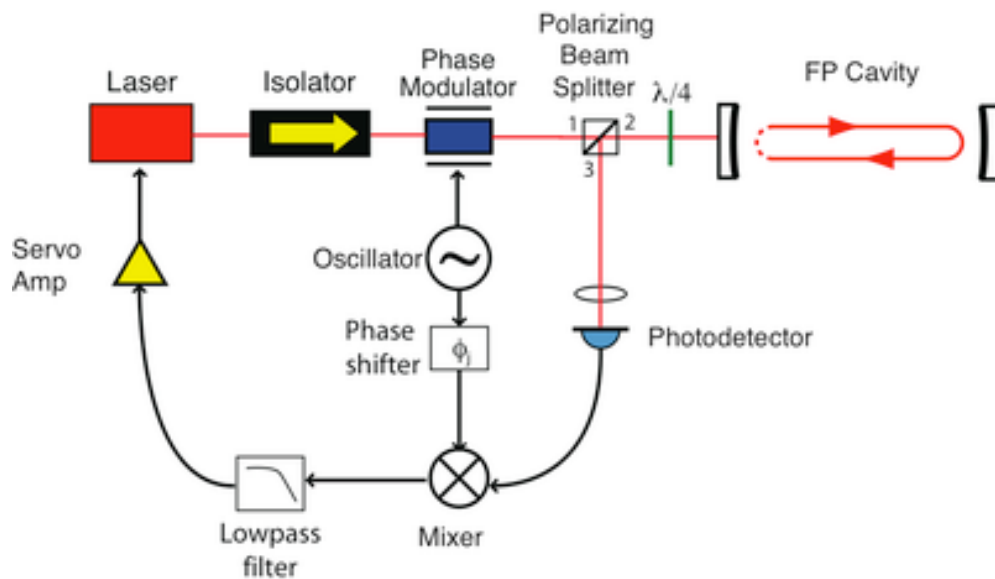 Laser
Isolator
Phase
Modulator
Polarizing
Beam
Splitter
λ/4
FP Cavity
1
2
3
Servo
Amp
Oscillator
~
Phase
shifter
ϕj
Photodetector
Lowpass
filter
Mixer